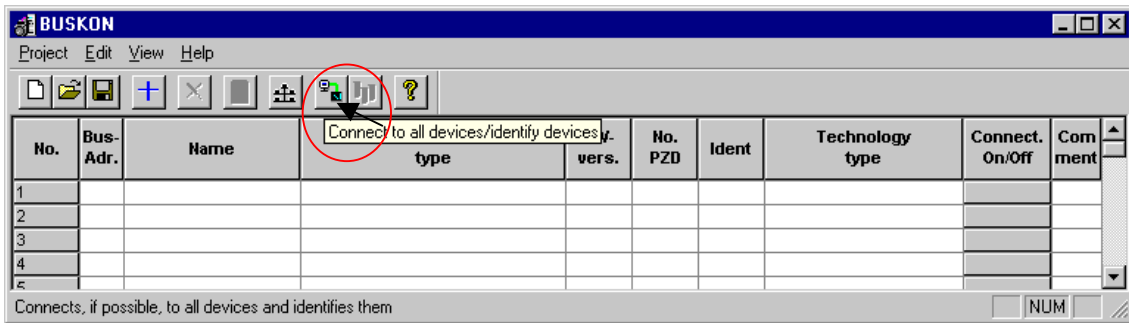 BUSKON
Project Edit View Help
Connect to all devices/identify devices
No. Bus-Adr. Name type vers. No. PZD Ident Technology type Connect. On/Off Com ment
1
2
3
4
5
Connects, if possible, to all devices and identifies them NUM